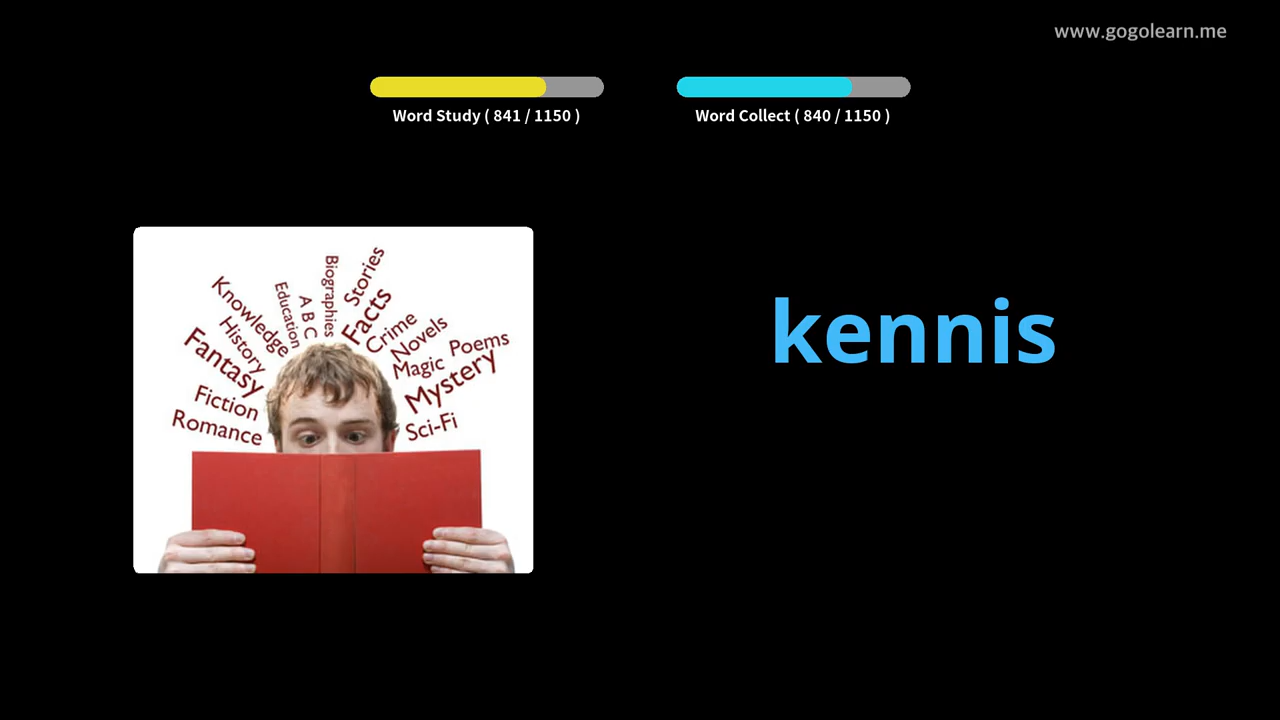 www.gogolearn.me
Word Study ( 841 / 1150 )
Word Collect ( 840 / 1150 )
Biographies
Stories
Education
A B C
Facts
Knowledge
Crime
History
Novels
Fantasy
Magic
Poems
Mystery
Fiction
Romance
Sci-Fi
kennis